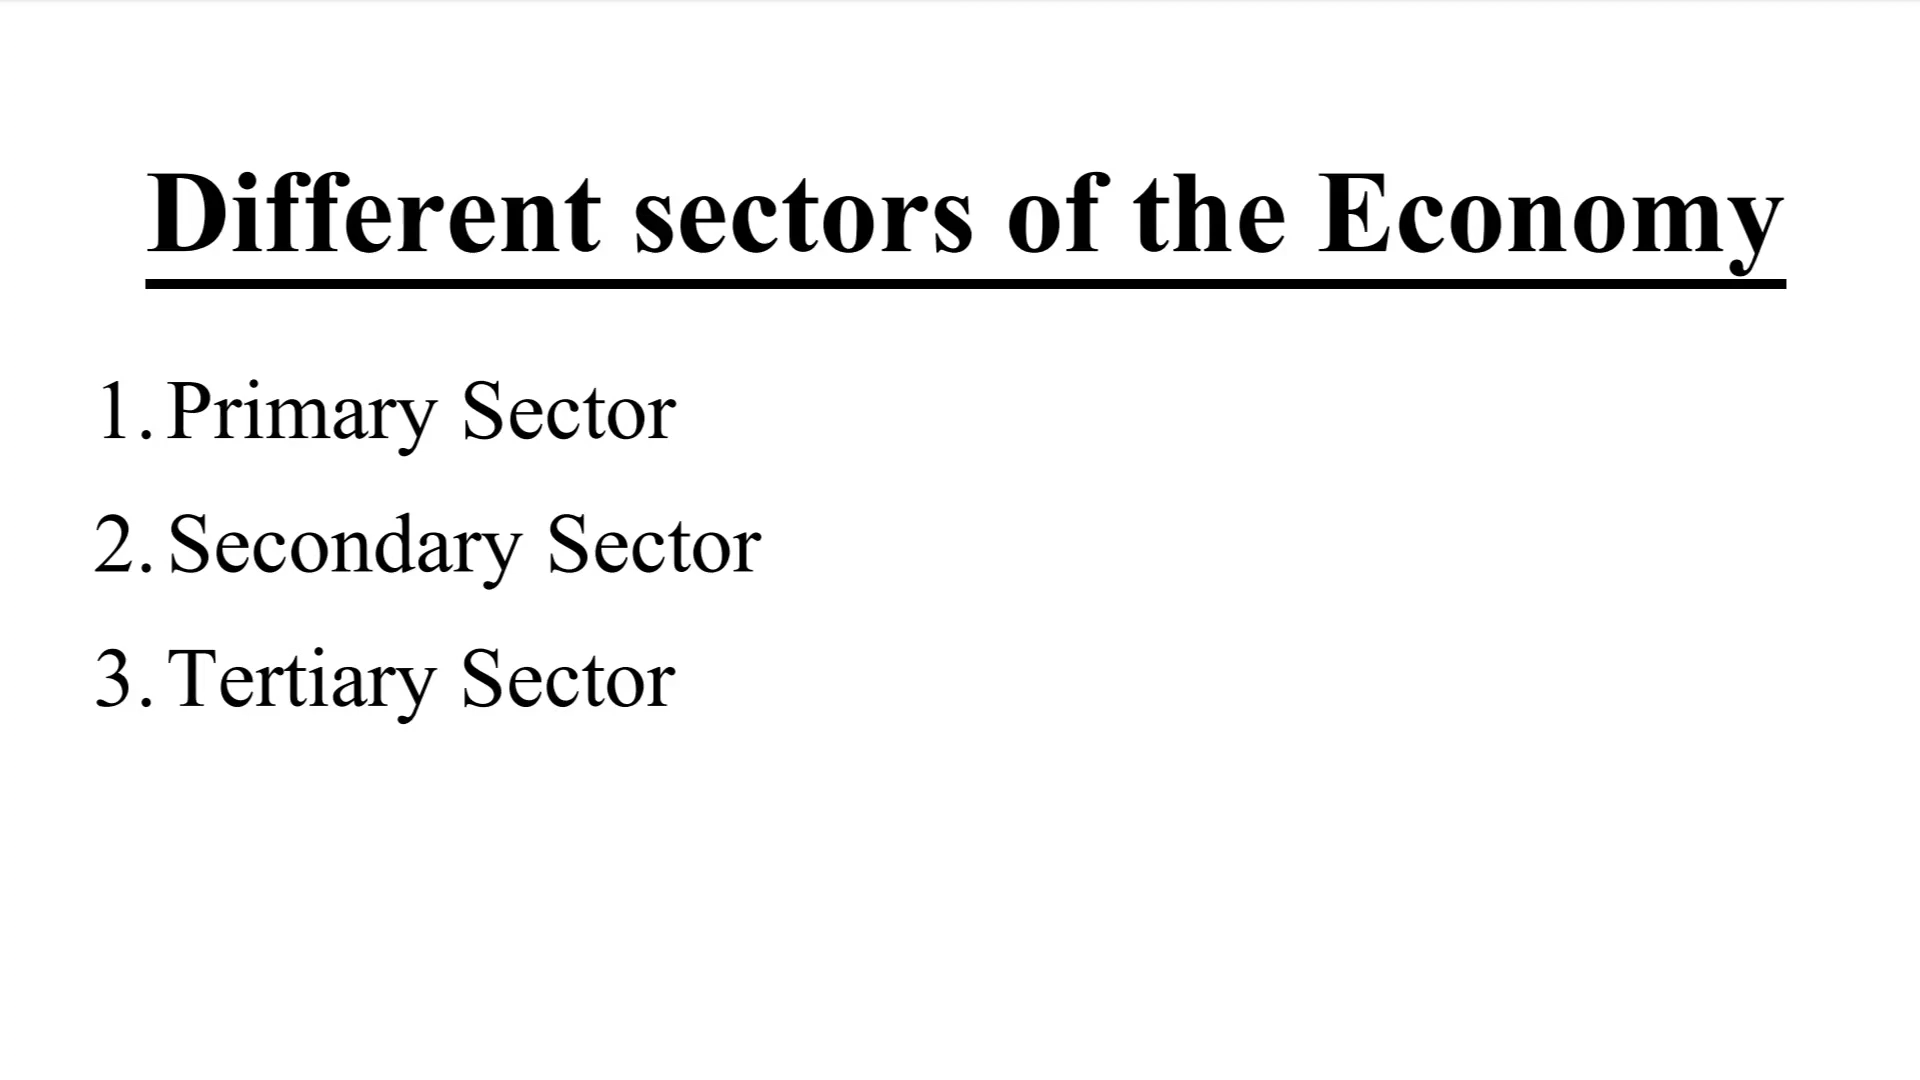 Different sectors of the Economy
1. Primary Sector
2. Secondary Sector
3. Tertiary Sector